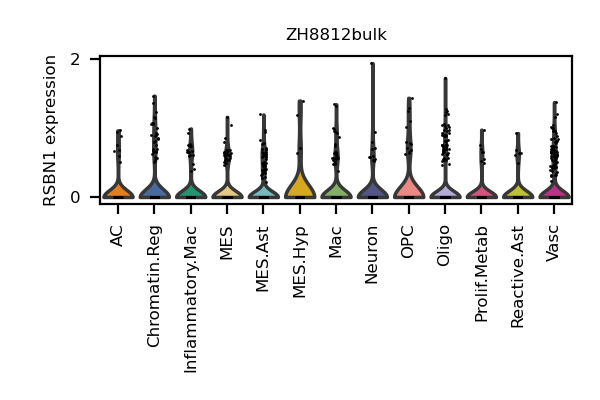 ZH8812bulk
RSBN1 expression
2
0
AC
Chromatin.Reg
Inflammatory.Mac
MES
MES.Ast
MES.Hyp
Mac
Neuron
OPC
Oligo
Prolif.Metab
Reactive.Ast
Vasc